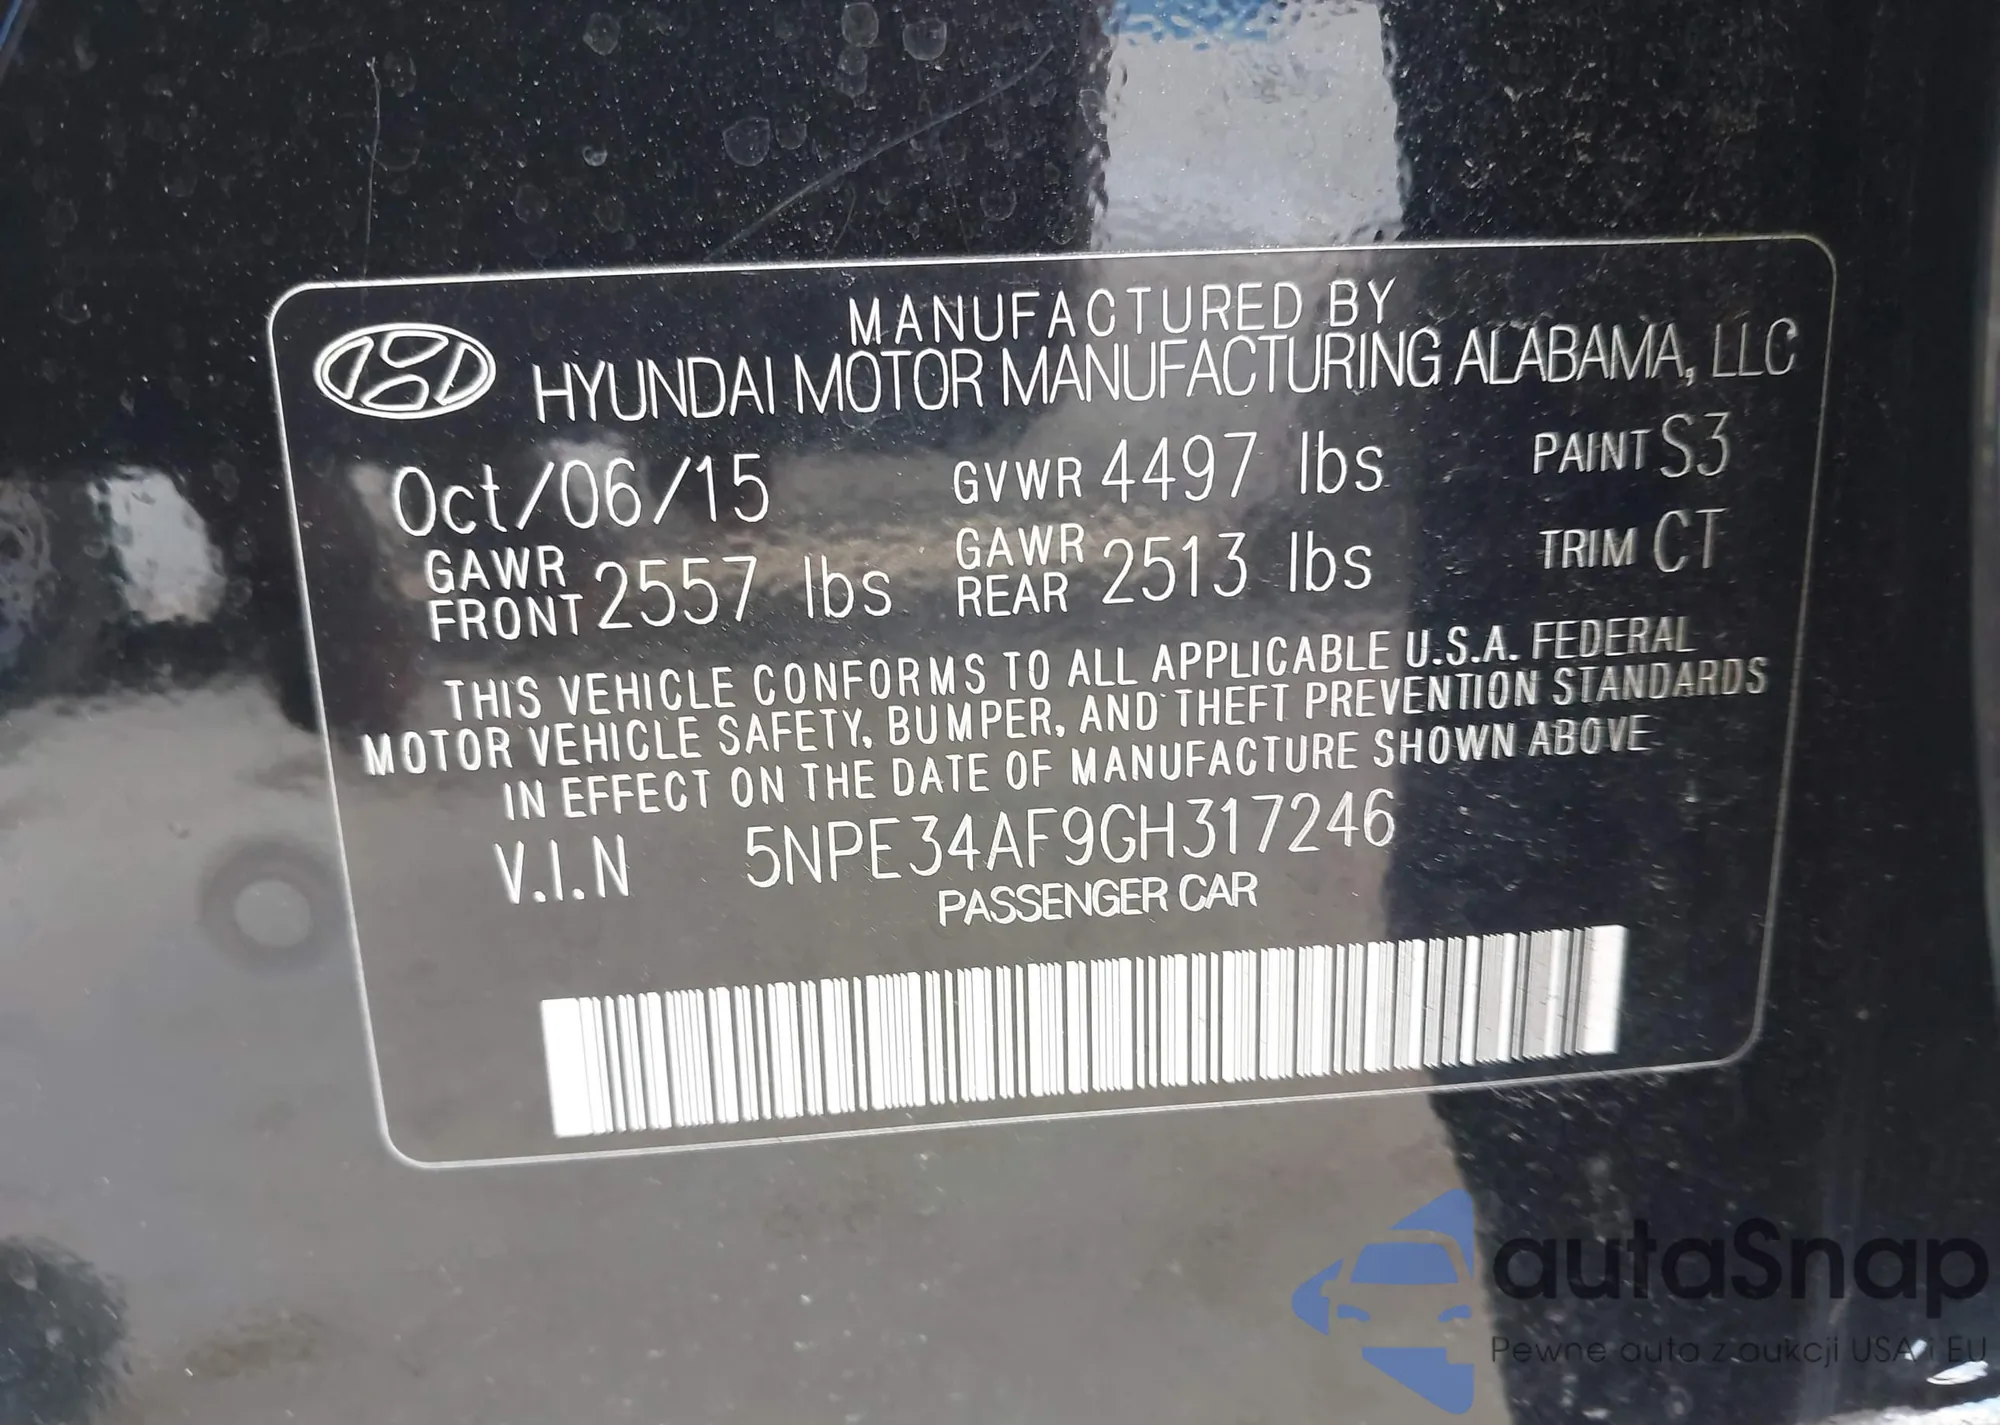 MANUFACTURED BY
HYUNDAI MOTOR MANUFACTURING ALABAMA, LLC
Oct/06/15 GVWR 4497 lbs PAINT S3
GAWR FRONT 2557 lbs GAWR REAR 2513 lbs TRIM CT
THIS VEHICLE CONFORMS TO ALL APPLICABLE U.S.A. FEDERAL
MOTOR VEHICLE SAFETY, BUMPER, AND THEFT PREVENTION STANDARDS
IN EFFECT ON THE DATE OF MANUFACTURE SHOWN ABOVE
V.I.N 5NPE34AF9GH317246
PASSENGER CAR
autaSnap
Pewne auta z aukcji USA i EU